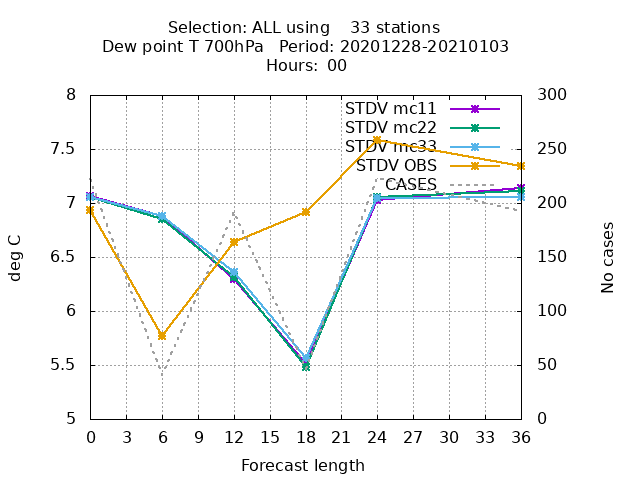 Selection: ALL using    33 stations
Dew point T 700hPa   Period: 20201228-20210103
Hours: 00
8
7.5
7
6.5
6
5.5
5
deg C
STDV mc11
STDV mc22
STDV mc33
STDV OBS
CASES
300
250
200
150
100
50
0
No cases
0 3 6 9 12 15 18 21 24 27 30 33 36
Forecast length